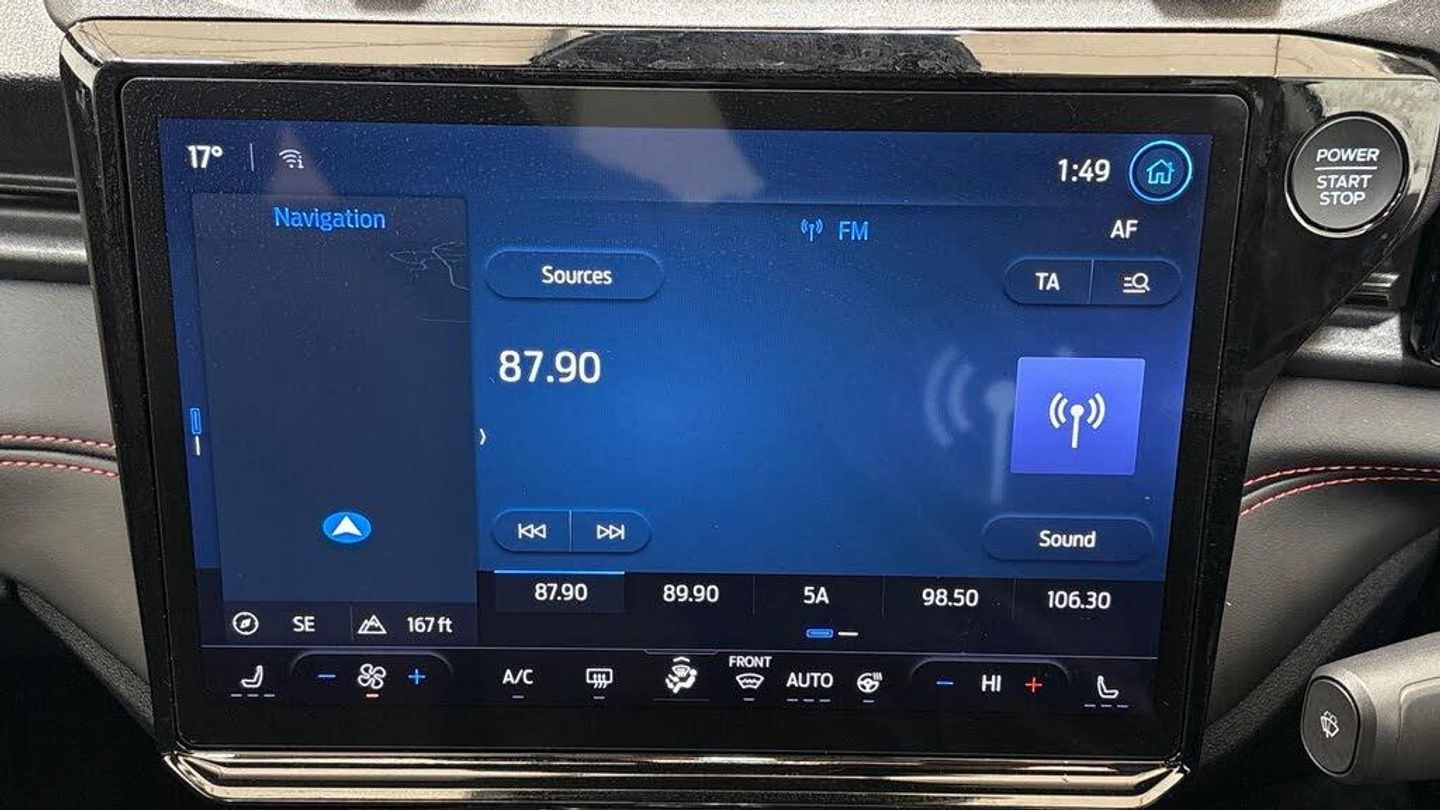 17°
1:49
POWER
START
STOP
Navigation
FM
AF
Sources
TA
87.90
Sound
87.90
89.90
5A
98.50
106.30
SE
167 ft
A/C
FRONT
AUTO
HI